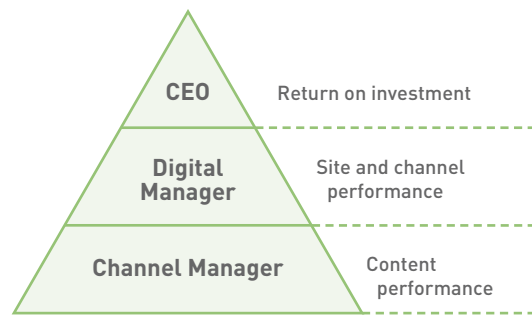 CEO
Return on investment
Digital
Manager
Site and channel
performance
Channel Manager
Content
performance